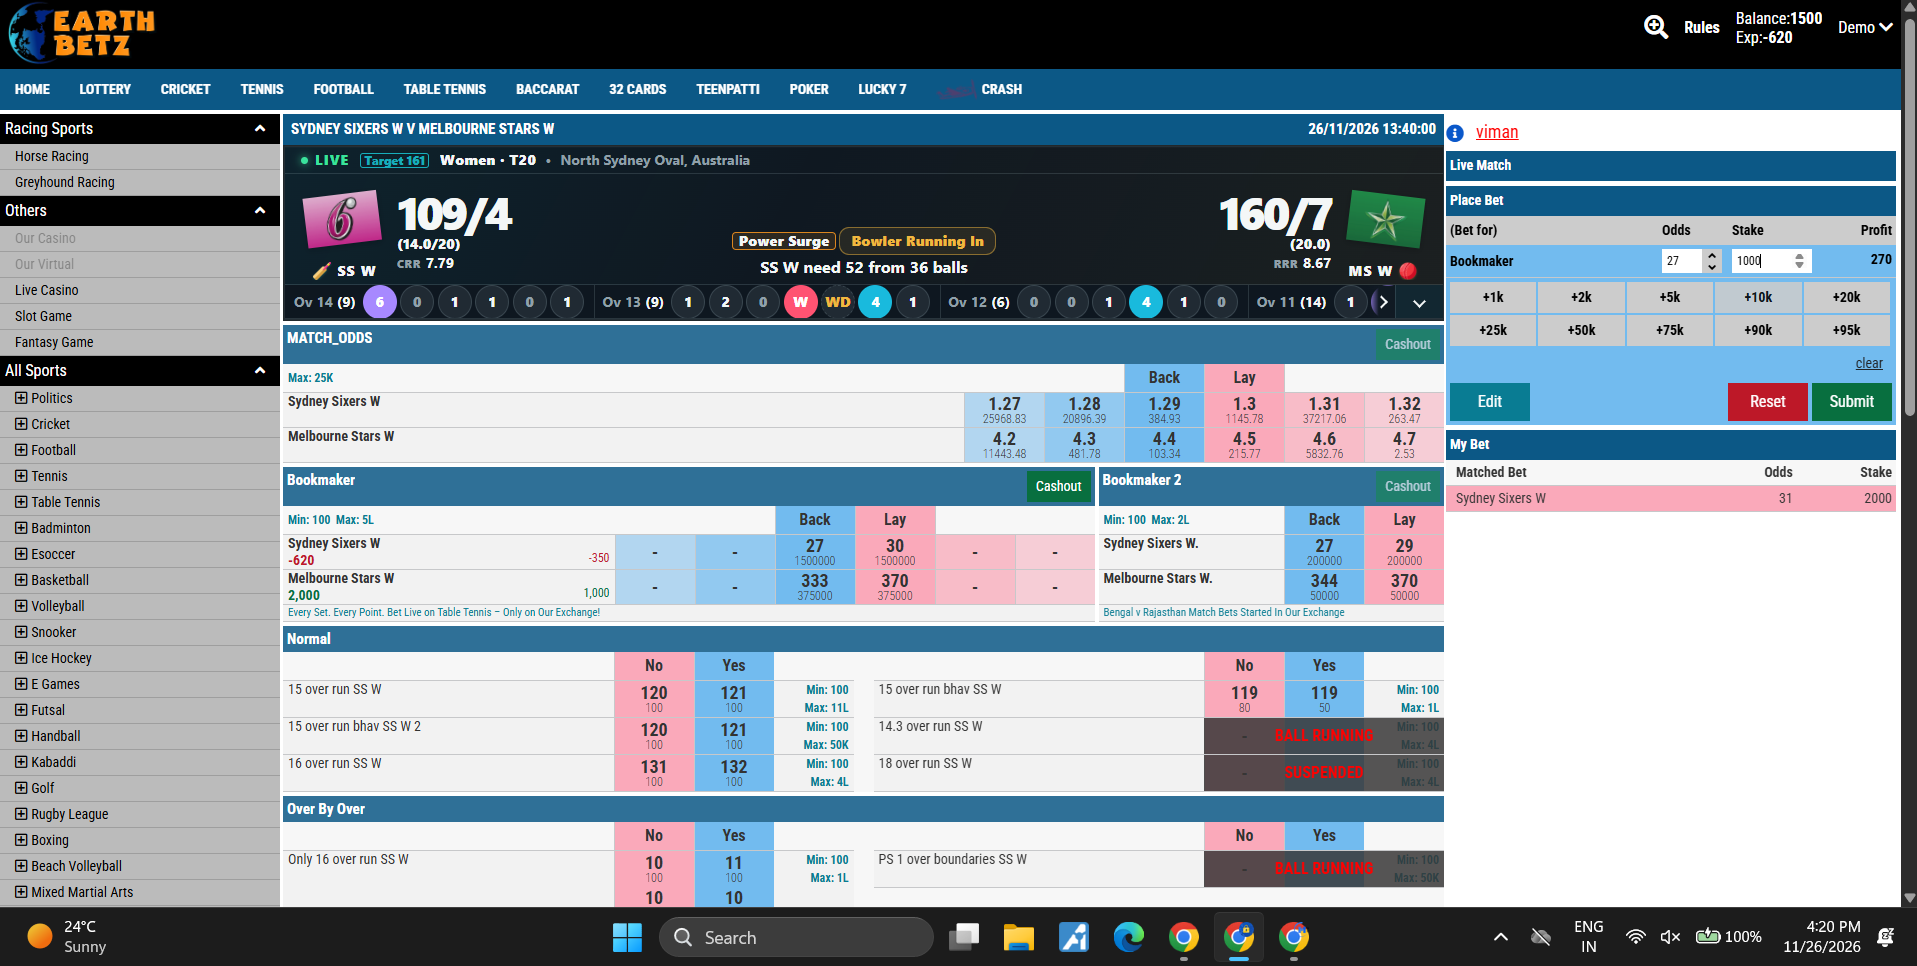 EARTH
BETZ
Rules
Balance:1500
Exp:-620
Demo
HOME LOTTERY CRICKET TENNIS FOOTBALL TABLE TENNIS BACCARAT 32 CARDS TEENPATTI POKER LUCKY 7 CRASH
Racing Sports
Horse Racing
Greyhound Racing
Others
Our Casino
Our Virtual
Live Casino
Slot Game
Fantasy Game
All Sports
Politics
Cricket
Football
Tennis
Table Tennis
Badminton
Esoccer
Basketball
Volleyball
Snooker
Ice Hockey
E Games
Futsal
Handball
Kabaddi
Golf
Rugby League
Boxing
Beach Volleyball
Mixed Martial Arts
SYDNEY SIXERS W V MELBOURNE STARS W 26/11/2026 13:40:00
LIVE Target 161 Women • T20 • North Sydney Oval, Australia
6 109/4 160/7
(14.0/20) (20.0)
CRR 7.79 RRR 8.67
SS W MS W
Power Surge Bowler Running In
SS W need 52 from 36 balls
Ov 14 (9) 6 0 1 1 0 1 Ov 13 (9) 1 2 0 W WD 4 1 Ov 12 (6) 0 0 1 4 1 0 Ov 11 (14) 1
MATCH_ODDS Cashout
Max: 25K Back Lay
Sydney Sixers W 1.27 1.28 1.29 1.3 1.31 1.32
25968.83 20896.39 384.93 1145.78 37217.06 263.47
Melbourne Stars W 4.2 4.3 4.4 4.5 4.6 4.7
11443.48 481.78 103.34 215.77 5832.76 2.53
Bookmaker Cashout
Min: 100 Max: 5L Back Lay
Sydney Sixers W - - 27 30 - -
-620 -350 1500000 1500000
Melbourne Stars W - - 333 370 - -
2,000 1,000 375000 375000
Every Set. Every Point. Bet Live on Table Tennis – Only on Our Exchange!
Bookmaker 2 Cashout
Min: 100 Max: 2L Back Lay
Sydney Sixers W. 27 29
200000 200000
Melbourne Stars W. 344 370
50000 50000
Bengal v Rajasthan Match Bets Started In Our Exchange
Normal
No Yes No Yes
15 over run SS W 120 121 Min: 100
100 100 Max: 11L
15 over run bhav SS W 119 119 Min: 100
80 50 Max: 1L
15 over run bhav SS W 2 120 121 Min: 100
100 100 Max: 50K
14.3 over run SS W - BALL RUNNING Min: 100
Max: 4L
16 over run SS W 131 132 Min: 100
100 100 Max: 4L
18 over run SS W - SUSPENDED Min: 100
Max: 4L
Over By Over
No Yes No Yes
Only 16 over run SS W 10 11 Min: 100
100 100 Max: 1L
10 10
PS 1 over boundaries SS W - BALL RUNNING Min: 100
Max: 50K
viman
Live Match
Place Bet
(Bet for) Odds Stake Profit
Bookmaker 27 1000 270
+1k +2k +5k +10k +20k
+25k +50k +75k +90k +95k
clear
Edit Reset Submit
My Bet
Matched Bet Odds Stake
Sydney Sixers W 31 2000
24°C
Sunny
Search
ENG
IN
100%
4:20 PM
11/26/2026